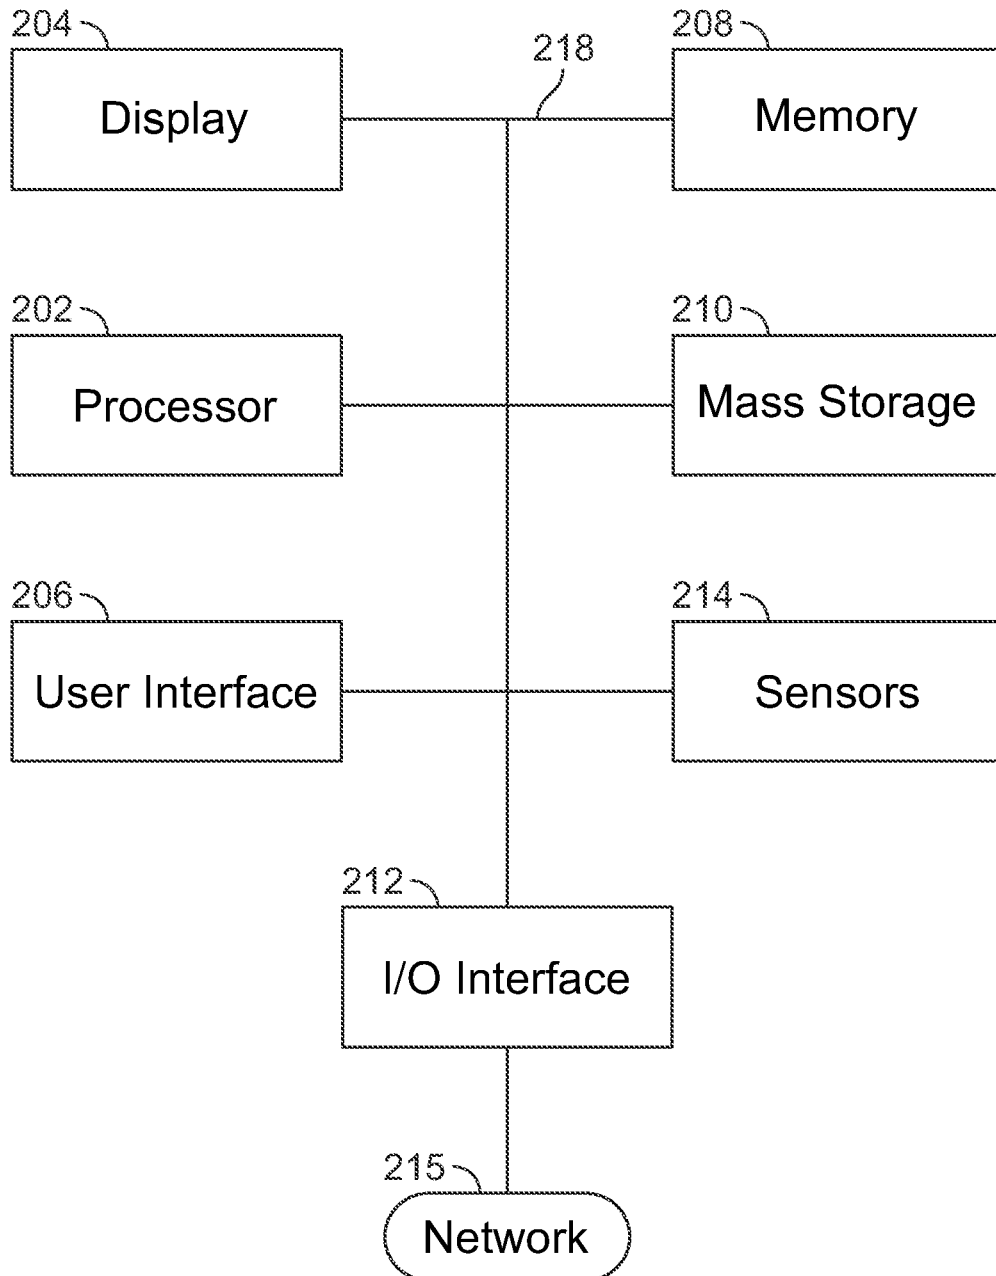 204
218
208
Display
Memory
202
210
Processor
Mass Storage
206
214
User Interface
Sensors
212
I/O Interface
215
Network